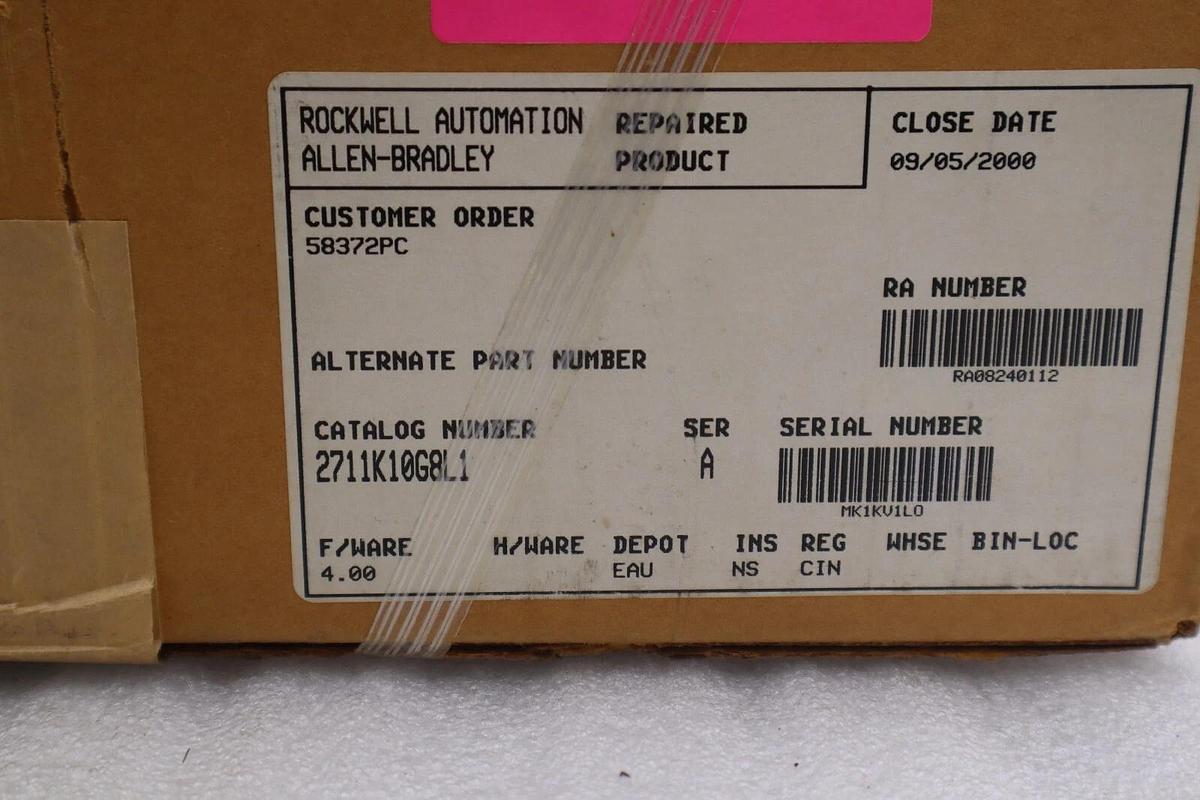 ROCKWELL AUTOMATION REPAIRED
ALLEN-BRADLEY PRODUCT
CLOSE DATE
09/05/2000
CUSTOMER ORDER
58372PC
RA NUMBER
RA08240112
ALTERNATE PART NUMBER
CATALOG NUMBER SER SERIAL NUMBER
2711K10G8L1 A
MK1KV1LO
F/WARE H/WARE DEPOT INS REG WHSE BIN-LOC
4.00 EAU NS CIN